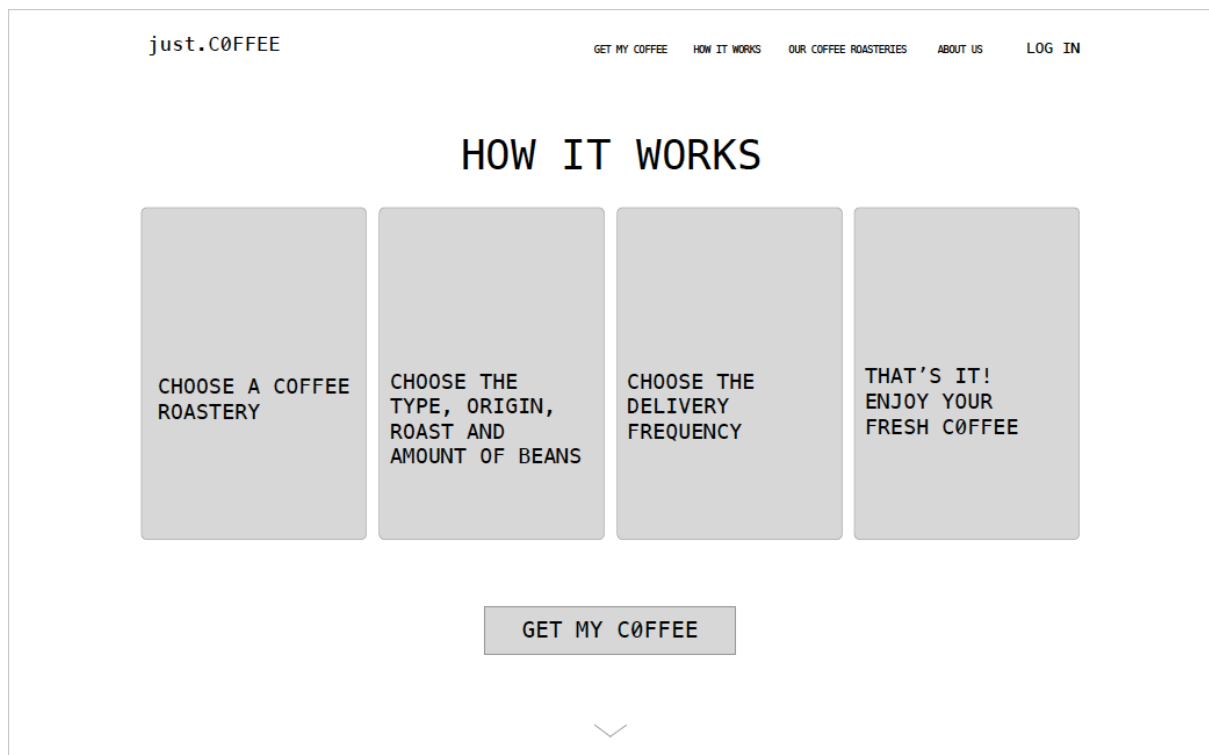 just.C0FFEE
GET MY COFFEE
HOW IT WORKS
OUR COFFEE ROASTERIES
ABOUT US
LOG IN
HOW IT WORKS
CHOOSE A COFFEE
ROASTERY
CHOOSE THE
TYPE, ORIGIN,
ROAST AND
AMOUNT OF BEANS
CHOOSE THE
DELIVERY
FREQUENCY
THAT’S IT!
ENJOY YOUR
FRESH C0FFEE
GET MY C0FFEE